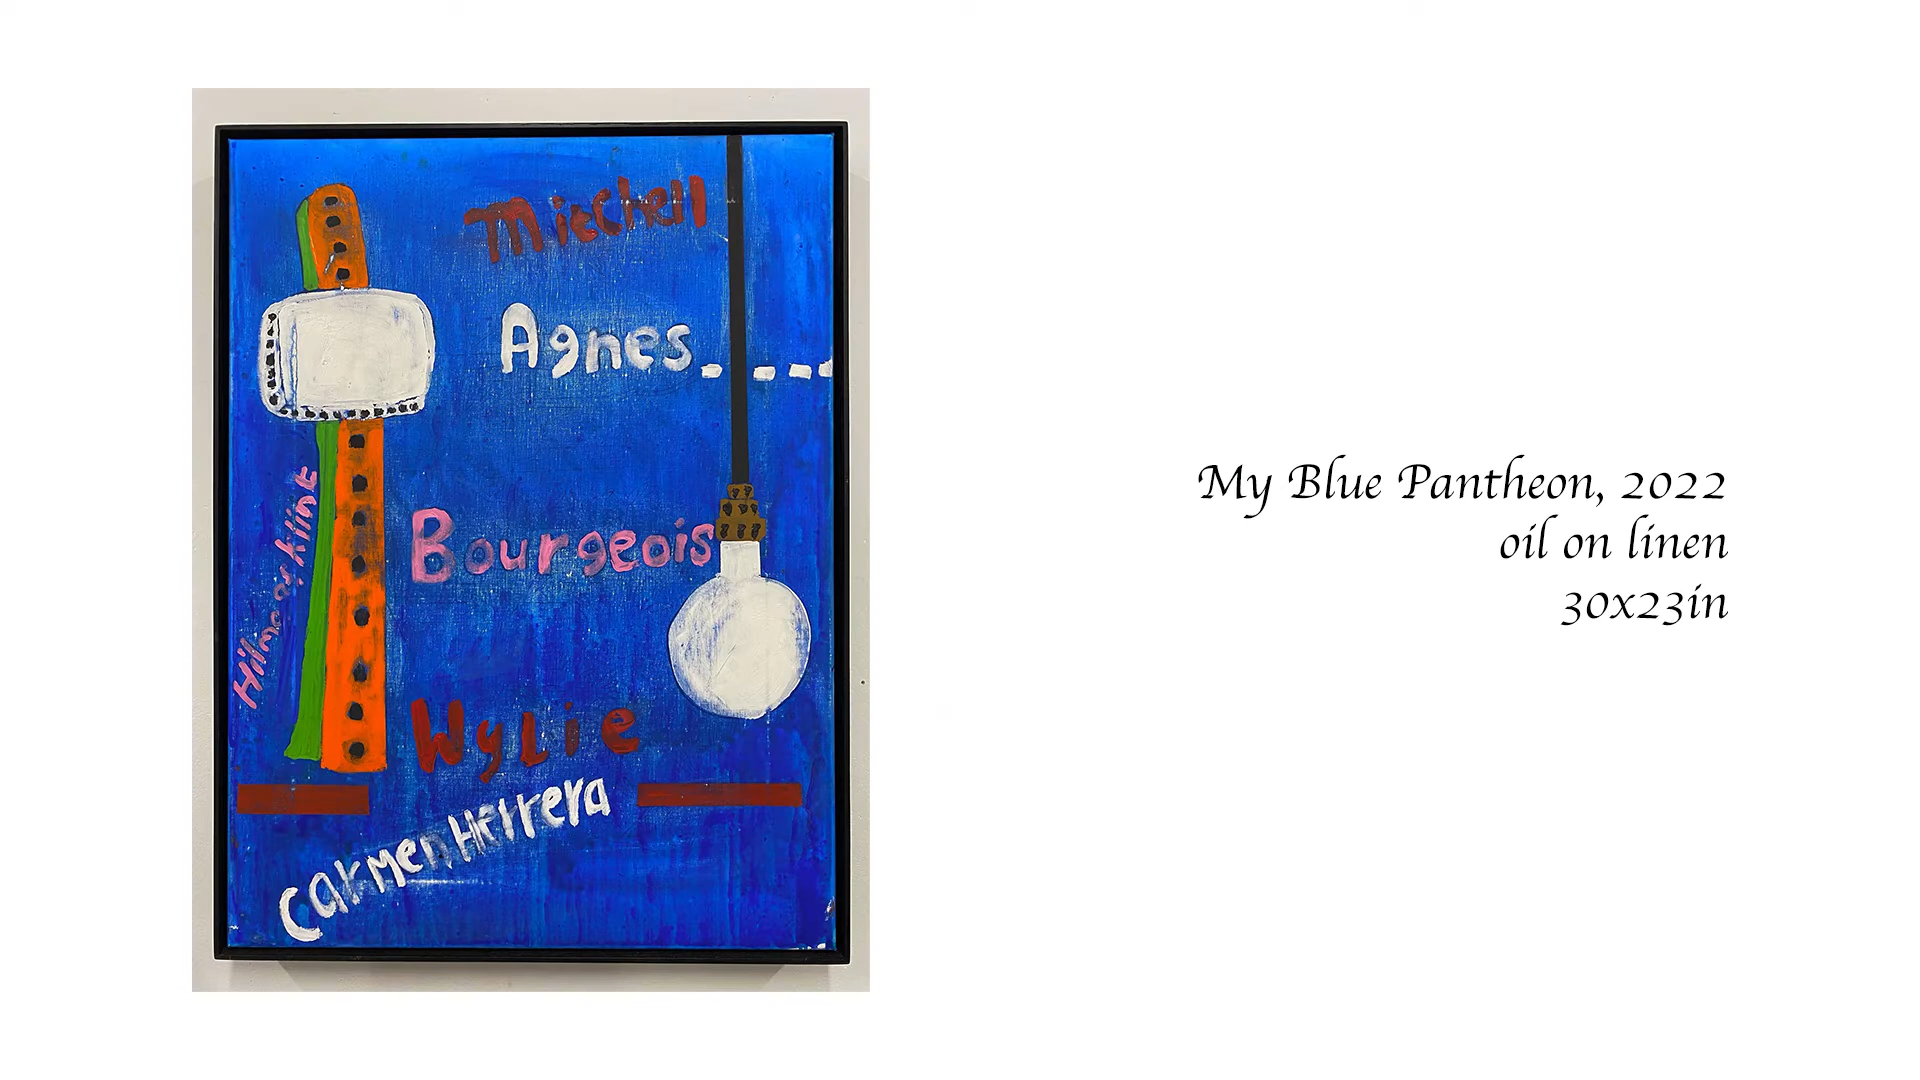 Mitchell
Agnes....
Hilma af klint
Bourgeois
Wylie
Carmen Herrera
My Blue Pantheon, 2022
oil on linen
30x23in